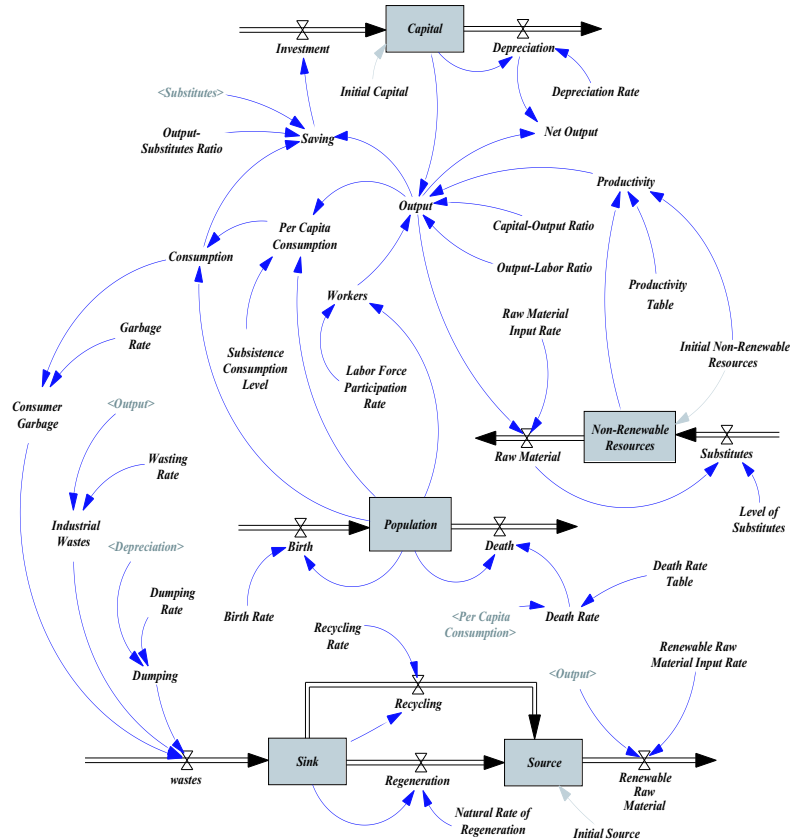 Capital
Investment
Depreciation
Initial Capital
<Substitutes>
Depreciation Rate
Output-
Substitutes Ratio
Saving
Net Output
Productivity
Output
Per Capita
Consumption
Capital-Output Ratio
Consumption
Output-Labor Ratio
Workers
Productivity
Table
Raw Material
Input Rate
Garbage
Rate
Subsistence
Consumption
Level
Labor Force
Participation
Rate
Initial Non-Renewable
Resources
Consumer
Garbage
<Output>
Non-Renewable
Resources
Raw Material
Substitutes
Wasting
Rate
Level of
Substitutes
Industrial
Wastes
Population
Birth
Death
<Depreciation>
Death Rate
Table
Dumping
Rate
Birth Rate
<Per Capita
Consumption>
Death Rate
Recycling
Rate
Renewable Raw
Material Input Rate
Dumping
<Output>
Recycling
Sink
Source
wastes
Regeneration
Renewable
Raw
Material
Natural Rate of
Regeneration
Initial Source